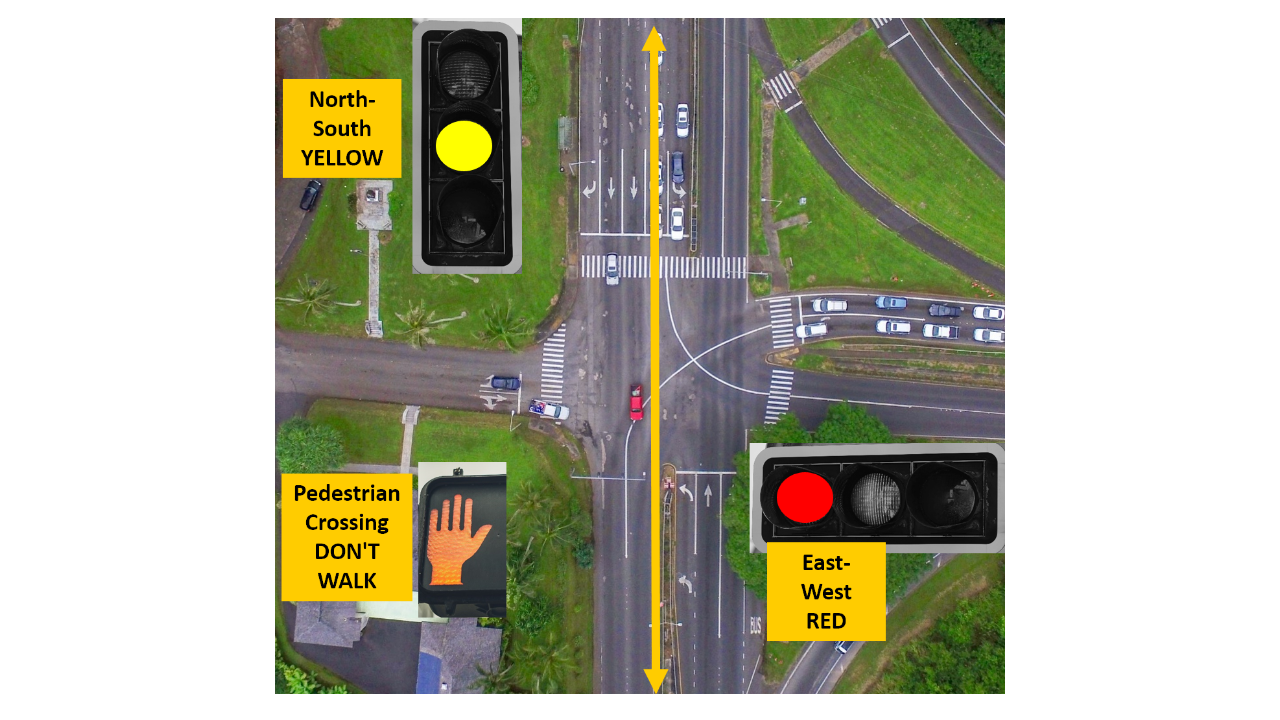 North-
South
YELLOW
Pedestrian
Crossing
DON'T
WALK
East-
West
RED
BUS